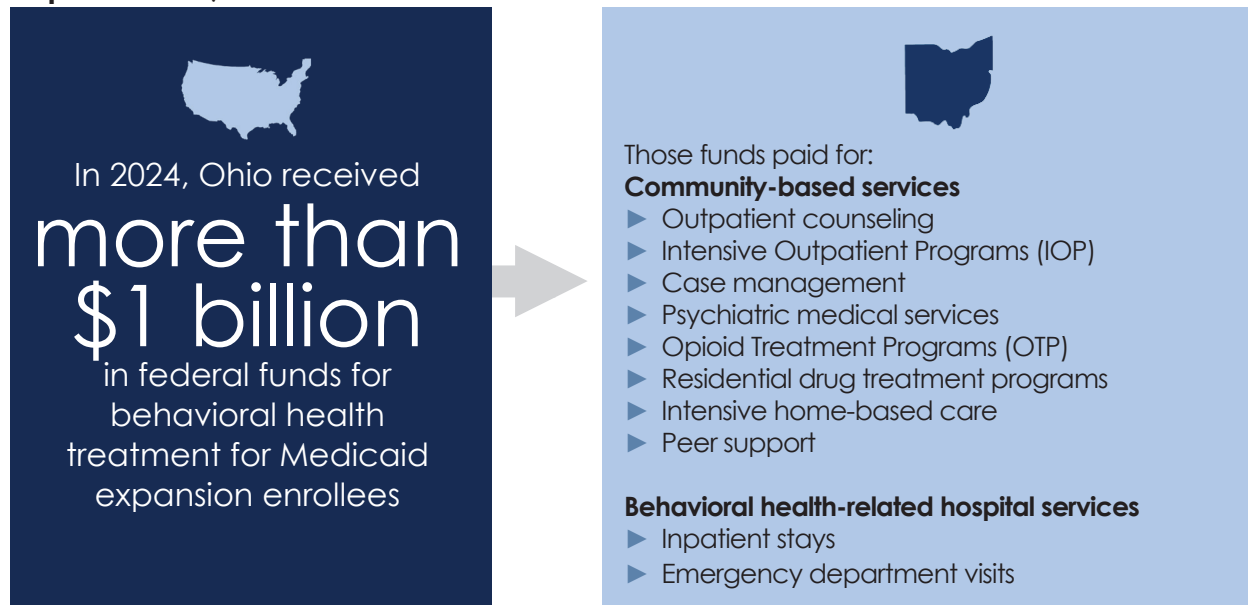 In 2024, Ohio received
more than
$1 billion
in federal funds for
behavioral health
treatment for Medicaid
expansion enrollees
Those funds paid for:
Community-based services
► Outpatient counseling
► Intensive Outpatient Programs (IOP)
► Case management
► Psychiatric medical services
► Opioid Treatment Programs (OTP)
► Residential drug treatment programs
► Intensive home-based care
► Peer support
Behavioral health-related hospital services
► Inpatient stays
► Emergency department visits